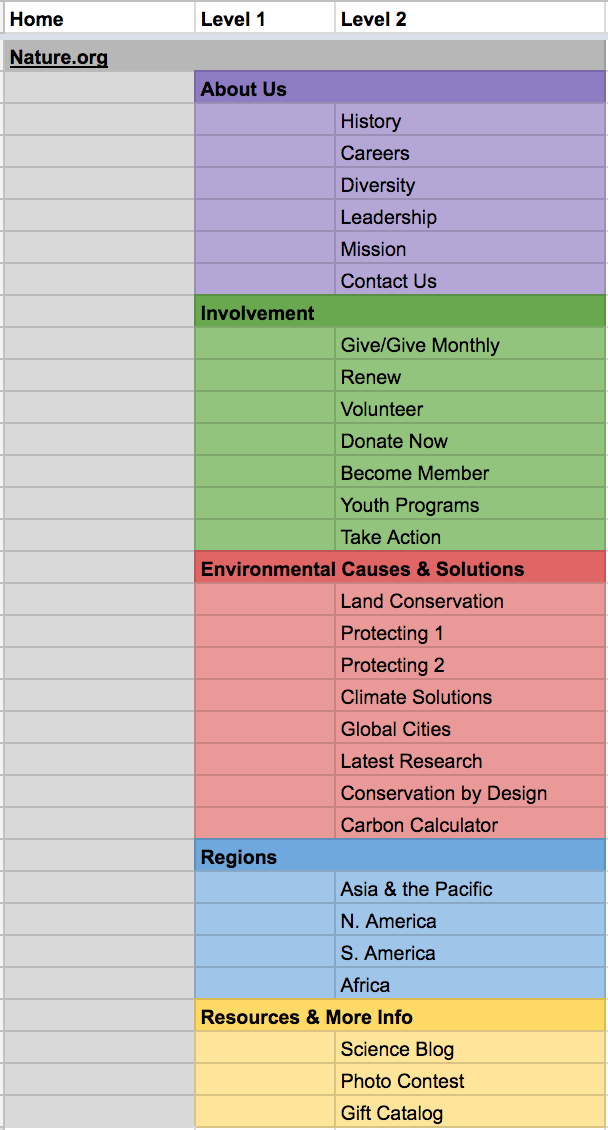 Home Level 1 Level 2
Nature.org
About Us
History
Careers
Diversity
Leadership
Mission
Contact Us
Involvement
Give/Give Monthly
Renew
Volunteer
Donate Now
Become Member
Youth Programs
Take Action
Environmental Causes & Solutions
Land Conservation
Protecting 1
Protecting 2
Climate Solutions
Global Cities
Latest Research
Conservation by Design
Carbon Calculator
Regions
Asia & the Pacific
N. America
S. America
Africa
Resources & More Info
Science Blog
Photo Contest
Gift Catalog